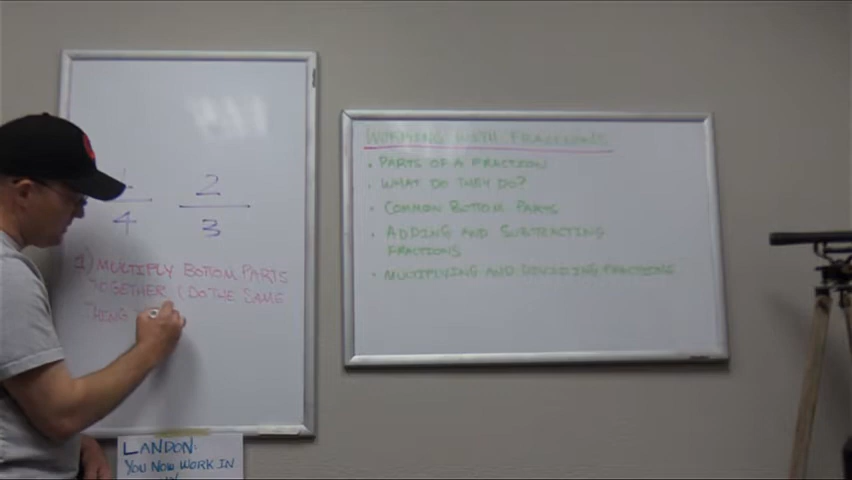 2
4
3
1) MULTIPLY BOTTOM PARTS
TOGETHER (DO THE SAME
THING
WORKING WITH FRACTIONS
• PARTS OF A FRACTION
• WHAT DO THEY DO?
• COMMON BOTTOM PARTS
• ADDING AND SUBTRACTING
FRACTIONS
• MULTIPLYING AND DIVIDING FRACTIONS
LANDON:
YOU NOW WORK IN